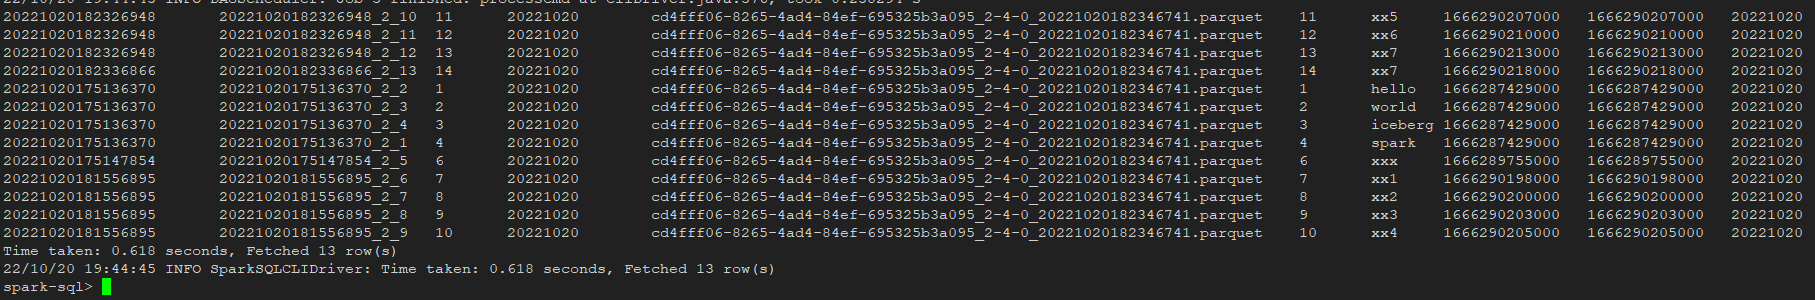 20221020182326948 20221020182326948_2_10 11 20221020 cd4fff06-8265-4ad4-84ef-695325b3a095_2-4-0_20221020182346741.parquet 11 xx5 1666290207000 1666290207000 20221020
20221020182326948 20221020182326948_2_11 12 20221020 cd4fff06-8265-4ad4-84ef-695325b3a095_2-4-0_20221020182346741.parquet 12 xx6 1666290210000 1666290210000 20221020
20221020182326948 20221020182326948_2_12 13 20221020 cd4fff06-8265-4ad4-84ef-695325b3a095_2-4-0_20221020182346741.parquet 13 xx7 1666290213000 1666290213000 20221020
20221020182336866 20221020182336866_2_13 14 20221020 cd4fff06-8265-4ad4-84ef-695325b3a095_2-4-0_20221020182346741.parquet 14 xx7 1666290218000 1666290218000 20221020
20221020175136370 20221020175136370_2_2 1 20221020 cd4fff06-8265-4ad4-84ef-695325b3a095_2-4-0_20221020182346741.parquet 1 hello 1666287429000 1666287429000 20221020
20221020175136370 20221020175136370_2_3 2 20221020 cd4fff06-8265-4ad4-84ef-695325b3a095_2-4-0_20221020182346741.parquet 2 world 1666287429000 1666287429000 20221020
20221020175136370 20221020175136370_2_4 3 20221020 cd4fff06-8265-4ad4-84ef-695325b3a095_2-4-0_20221020182346741.parquet 3 iceberg 1666287429000 1666287429000 20221020
20221020175136370 20221020175136370_2_1 4 20221020 cd4fff06-8265-4ad4-84ef-695325b3a095_2-4-0_20221020182346741.parquet 4 spark 1666287429000 1666287429000 20221020
20221020175147854 20221020175147854_2_5 6 20221020 cd4fff06-8265-4ad4-84ef-695325b3a095_2-4-0_20221020182346741.parquet 6 xxx 1666289755000 1666289755000 20221020
20221020181556895 20221020181556895_2_6 7 20221020 cd4fff06-8265-4ad4-84ef-695325b3a095_2-4-0_20221020182346741.parquet 7 xx1 1666290198000 1666290198000 20221020
20221020181556895 20221020181556895_2_7 8 20221020 cd4fff06-8265-4ad4-84ef-695325b3a095_2-4-0_20221020182346741.parquet 8 xx2 1666290200000 1666290200000 20221020
20221020181556895 20221020181556895_2_8 9 20221020 cd4fff06-8265-4ad4-84ef-695325b3a095_2-4-0_20221020182346741.parquet 9 xx3 1666290203000 1666290203000 20221020
20221020181556895 20221020181556895_2_9 10 20221020 cd4fff06-8265-4ad4-84ef-695325b3a095_2-4-0_20221020182346741.parquet 10 xx4 1666290205000 1666290205000 20221020
Time taken: 0.618 seconds, Fetched 13 row(s)
22/10/20 19:44:45 INFO SparkSQLCLIDriver: Time taken: 0.618 seconds, Fetched 13 row(s)
spark-sql>